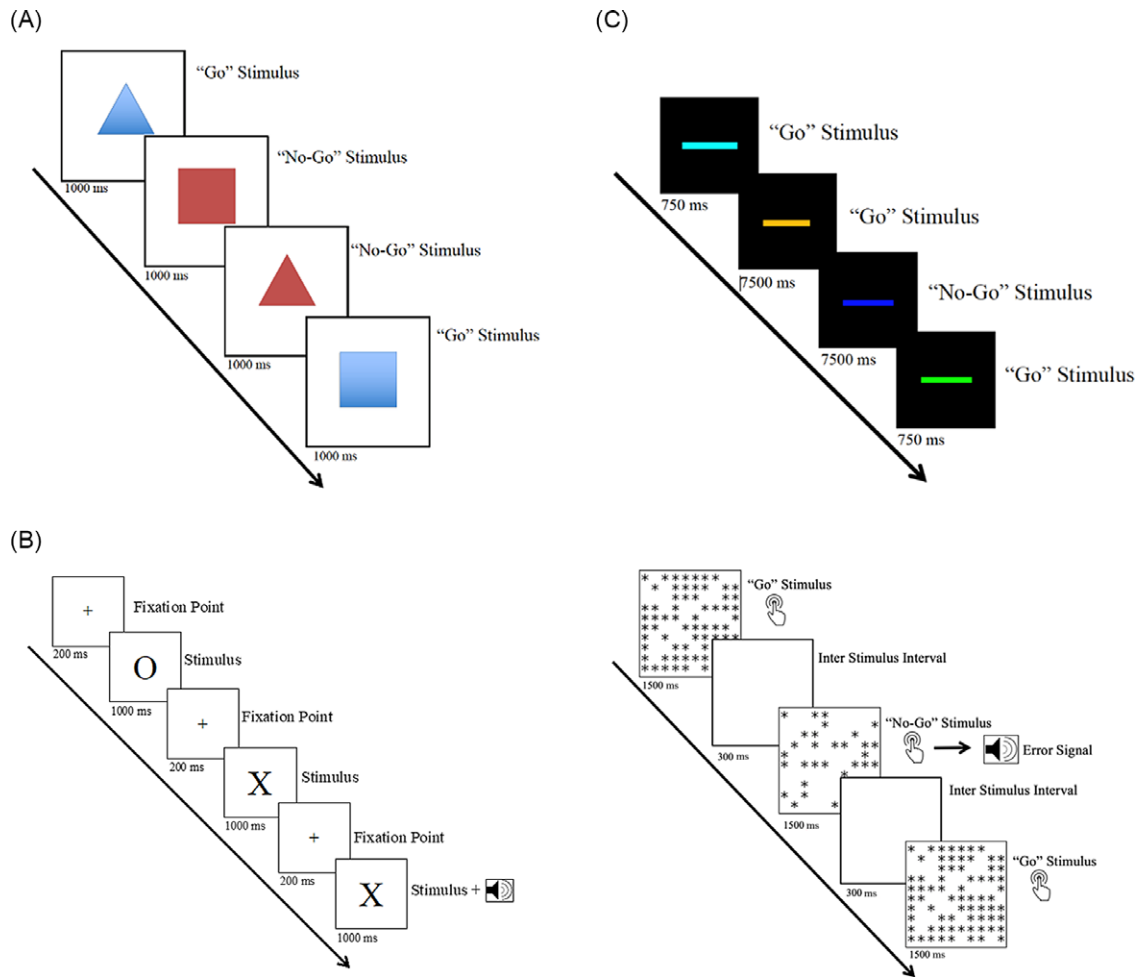 (A)
“Go” Stimulus
1000 ms
“No-Go” Stimulus
1000 ms
“No-Go” Stimulus
1000 ms
“Go” Stimulus
1000 ms
(C)
“Go” Stimulus
750 ms
“Go” Stimulus
7500 ms
“No-Go” Stimulus
7500 ms
“Go” Stimulus
750 ms
(B)
+
Fixation Point
200 ms
O
Stimulus
1000 ms
+
Fixation Point
200 ms
X
Stimulus
1000 ms
+
Fixation Point
200 ms
X
Stimulus +
1000 ms
“Go” Stimulus
1500 ms
Inter Stimulus Interval
300 ms
“No-Go” Stimulus
Error Signal
1500 ms
Inter Stimulus Interval
300 ms
“Go” Stimulus
1500 ms